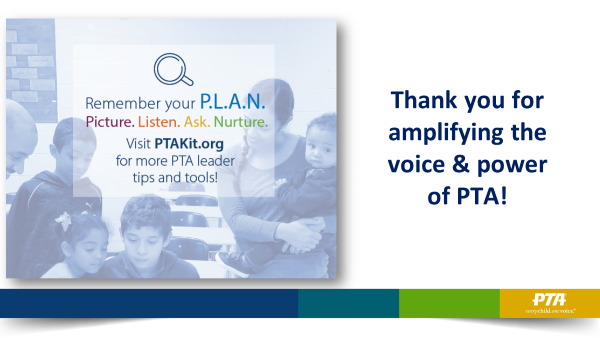 Remember your P.L.A.N.
Picture. Listen. Ask. Nurture.
Visit PTAKit.org
for more PTA leader
tips and tools!
Thank you for
amplifying the
voice & power
of PTA!
PTA
everychild.onevoice.